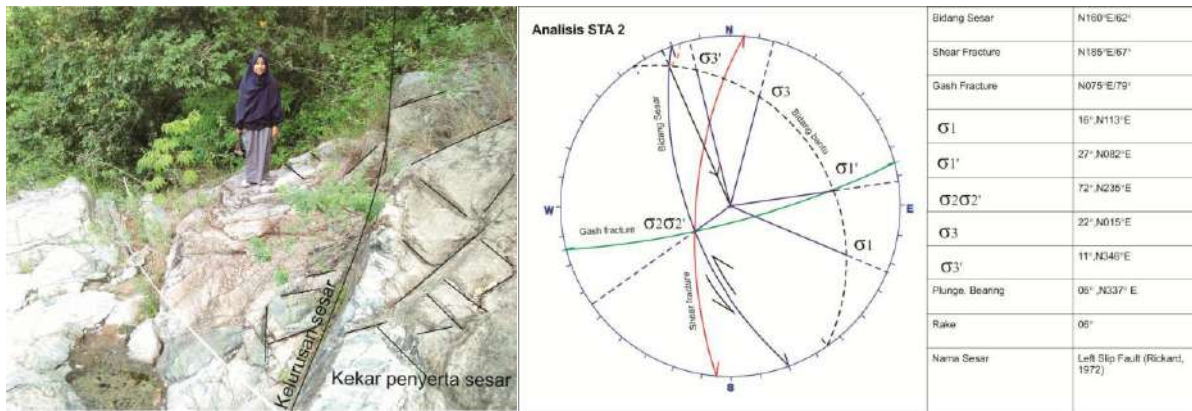 Kelurusan sesar
Kekar penyerta sesar
Analisis STA 2
N
σ3'
σ3
Bidang Sesar
Bidang bantu
σ1'
W
E
σ2σ2'
Gash fracture
σ1
Shear fracture
S
Bidang Sesar
N160°E/62°
Shear Fracture
N185°E/67°
Gash Fracture
N075°E/79°
σ1
16°,N113°E
σ1'
27°,N082°E
σ2σ2'
72°,N235°E
σ3
22°,N015°E
σ3'
11°,N346°E
Plunge, Bearing
06°,N337° E
Rake
06°
Nama Sesar
Left Slip Fault (Rickard,
1972)